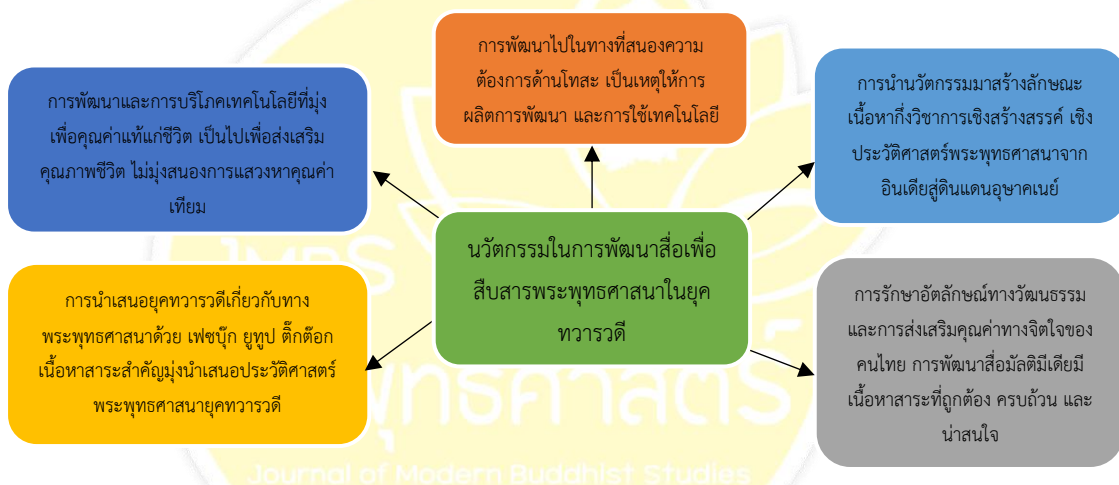 การพัฒนาไปในทางที่สนองความ
ต้องการด้านโทสะ เป็นเหตุให้การ
ผลิตการพัฒนา และการใช้เทคโนโลยี
การพัฒนาและการบริโภคเทคโนโลยีที่มุ่ง
เพื่อคุณค่าแท้แก่ชีวิต เป็นไปเพื่อส่งเสริม
คุณภาพชีวิต ไม่มุ่งสนองการแสวงหาคุณค่า
เทียม
การนำนวัตกรรมมาสร้างลักษณะ
เนื้อหากึ่งวิชาการเชิงสร้างสรรค์ เชิง
ประวัติศาสตร์พระพุทธศาสนาจาก
อินเดียสู่ดินแดนอุษาคเนย์
นวัตกรรมในการพัฒนาสื่อเพื่อ
สืบสารพระพุทธศาสนาในยุค
ทวารวดี
การนำเสนอยุคทวารวดีเกี่ยวกับทาง
พระพุทธศาสนาด้วย เฟซบุ๊ก ยูทูป ติ๊กต๊อก
เนื้อหาสาระสำคัญมุ่งนำเสนอประวัติศาสตร์
พระพุทธศาสนายุคทวารวดี
การรักษาอัตลักษณ์ทางวัฒนธรรม
และการส่งเสริมคุณค่าทางจิตใจของ
คนไทย การพัฒนาสื่อมัลติมีเดียมี
เนื้อหาสาระที่ถูกต้อง ครบถ้วน และ
น่าสนใจ
Journal of Modern Buddhist Studies